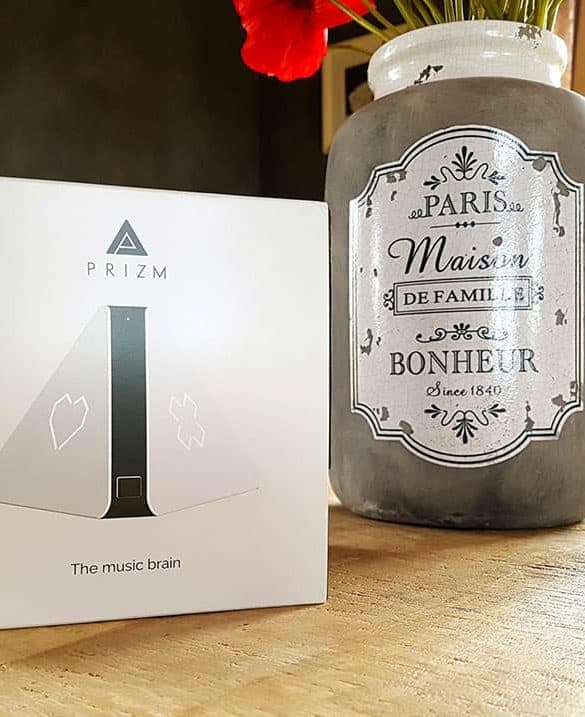 PRIZM
The music brain
PARIS
Maison
DE FAMILLE
BONHEUR
Since 1840